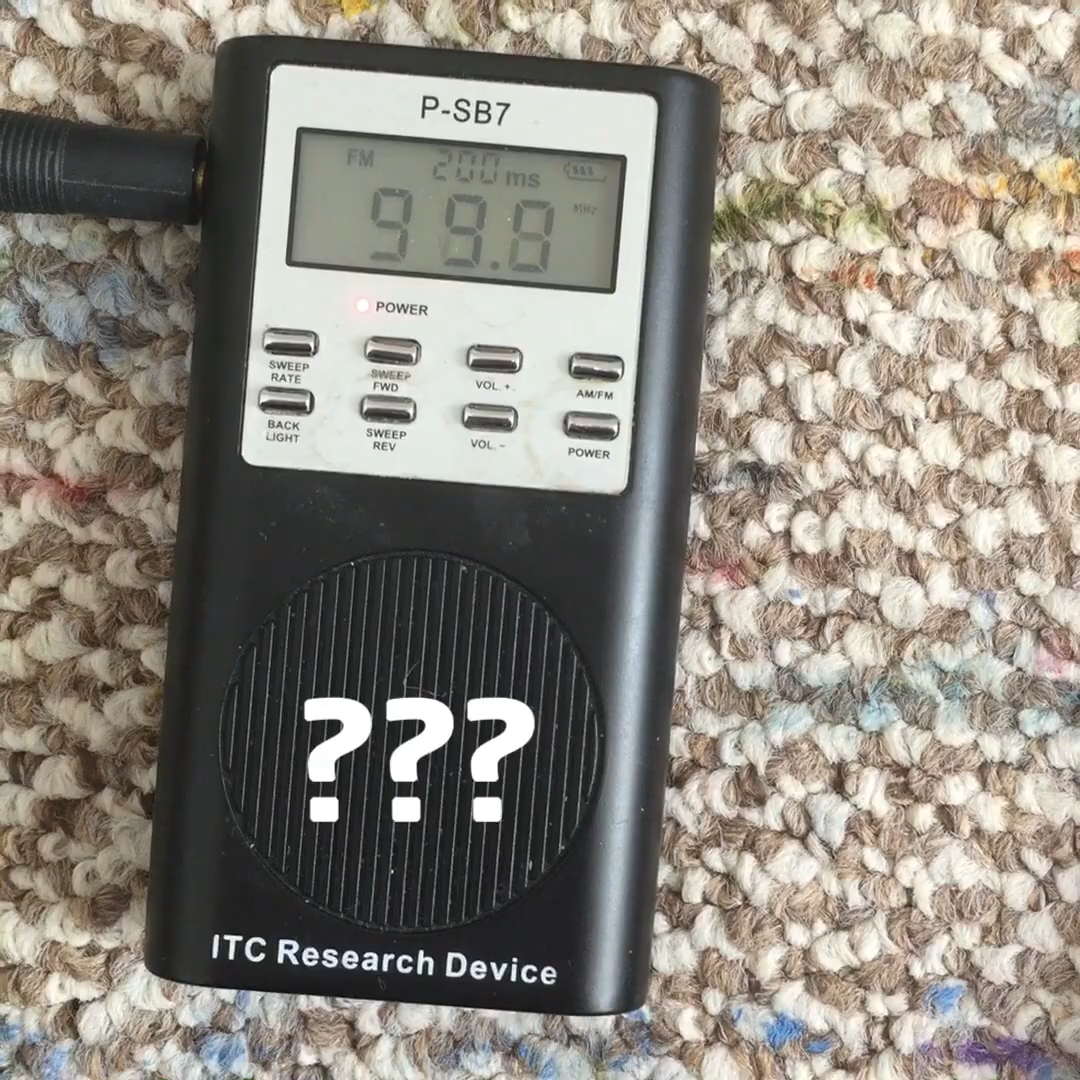 P-SB7
FM 200 ms
99.8 MHz
POWER
SWEEP RATE
SWEEP FWD
VOL. +
AM/FM
BACK LIGHT
SWEEP REV
VOL. -
POWER
???
ITC Research Device